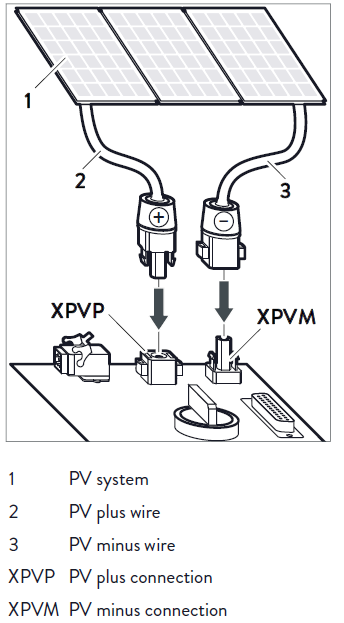 1
2
3
+
−
XPVP
XPVM
1 PV system
2 PV plus wire
3 PV minus wire
XPVP PV plus connection
XPVM PV minus connection